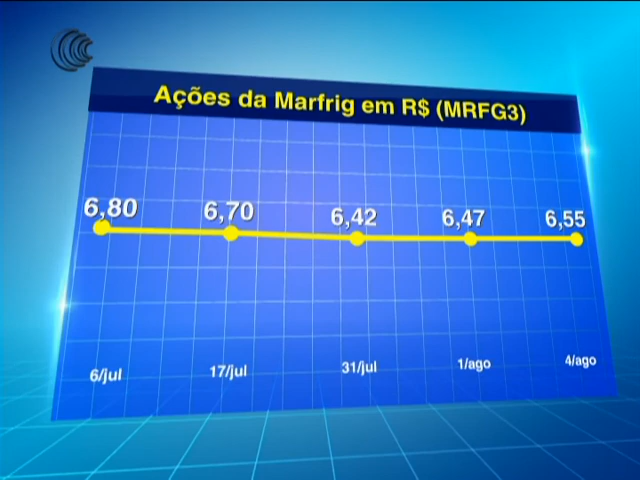 Ações da Marfrig em R$ (MRFG3)
6,80 6,70 6,42 6,47 6,55
6/jul 17/jul 31/jul 1/ago 4/ago